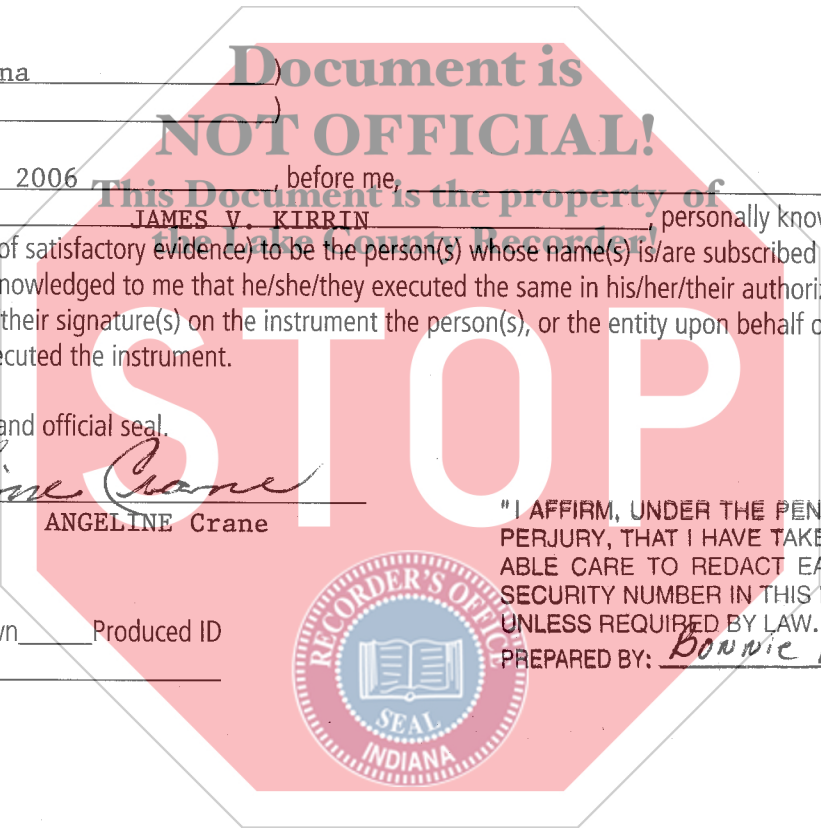 na )
Document is
)
NOT OFFICIAL!
2006 , before me,
This Document is the property of
JAMES V. KIRRIN , personally know
the Lake County Recorder!
of satisfactory evidence) to be the person(s) whose name(s) is/are subscribed
nowledged to me that he/she/they executed the same in his/her/their authoriz
their signature(s) on the instrument the person(s), or the entity upon behalf o
ecuted the instrument.
STOP
and official seal.
ine Crane
ANGELINE Crane
"I AFFIRM, UNDER THE PEN
PERJURY, THAT I HAVE TAKE
ABLE CARE TO REDACT EA
SECURITY NUMBER IN THIS
UNLESS REQUIRED BY LAW.
PREPARED BY: Bonnie
wn______Produced ID
RECORDER'S OFFICE
SEAL
INDIANA